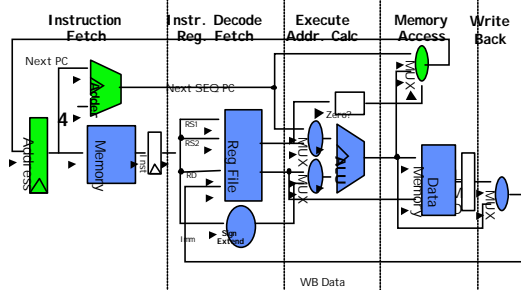 Instruction
Fetch
Instr. Decode
Reg. Fetch
Execute
Addr. Calc
Memory
Access
Write
Back
Next PC
Adder
Next SEQ PC
4
Address
Memory
Inst
RS1
RS2
RD
Reg File
Imm
Sign
Extend
Zero?
MUX
MUX
ALU
MUX
Data
Memory
MUX
WB Data